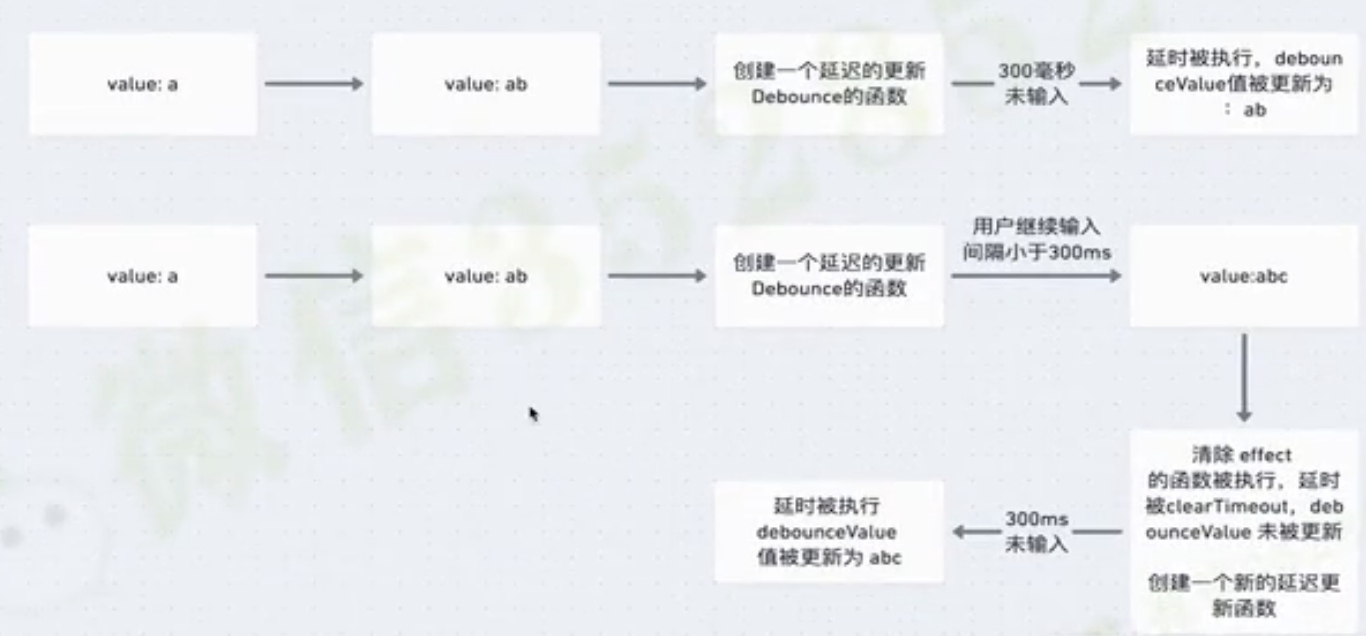 value: a
value: ab
创建一个延迟的更新
Debounce的函数
300毫秒
未输入
延时被执行，deboun
ceValue值被更新为
：ab
value: a
value: ab
创建一个延迟的更新
Debounce的函数
用户继续输入
间隔小于300ms
value:abc
清除 effect
的函数被执行，延时
被clearTimeout，deb
ounceValue 未被更新
创建一个新的延迟更
新函数
300ms
未输入
延时被执行
debounceValue
值被更新为 abc